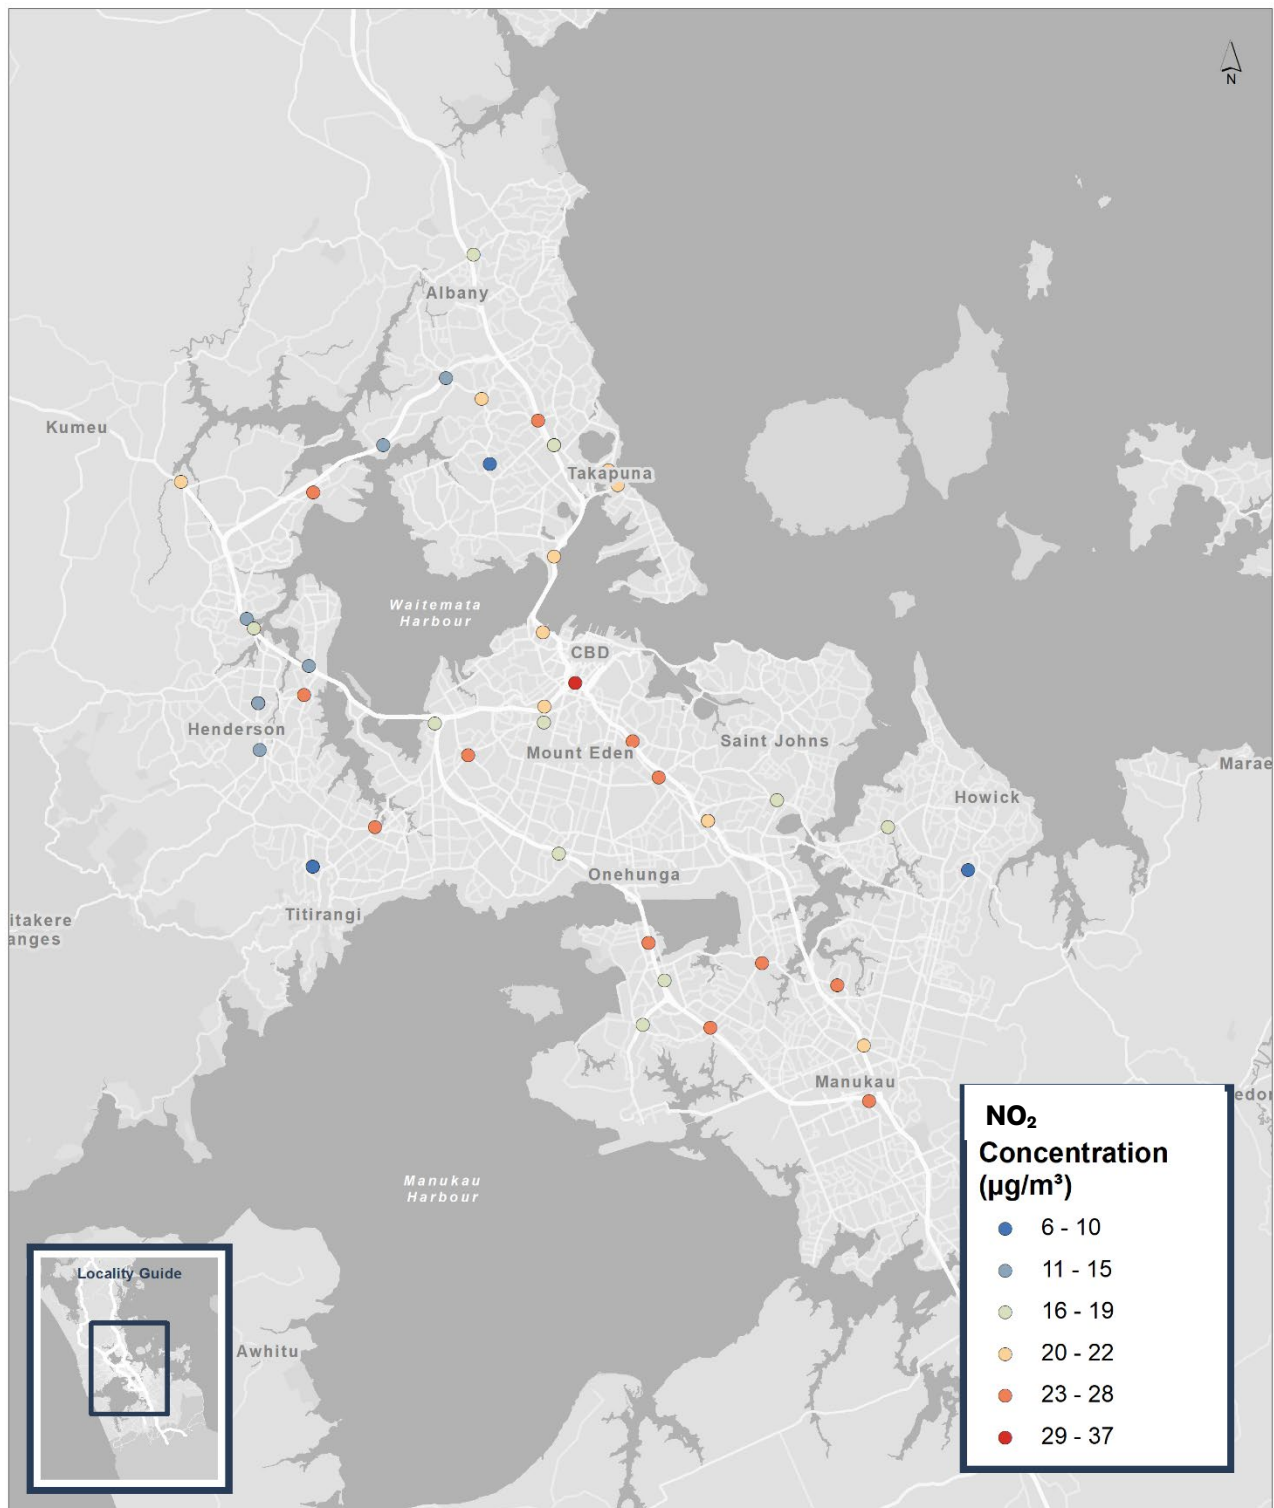 N
Albany
Kumeu
Takapuna
Waitemata
Harbour
CBD
Henderson
Mount Eden
Saint Johns
Marae
Howick
Onehunga
Titirangi
itakere
anges
Manukau
edor
Manukau
Harbour
Awhitu
Locality Guide
NO₂
Concentration
(µg/m³)
6 - 10
11 - 15
16 - 19
20 - 22
23 - 28
29 - 37